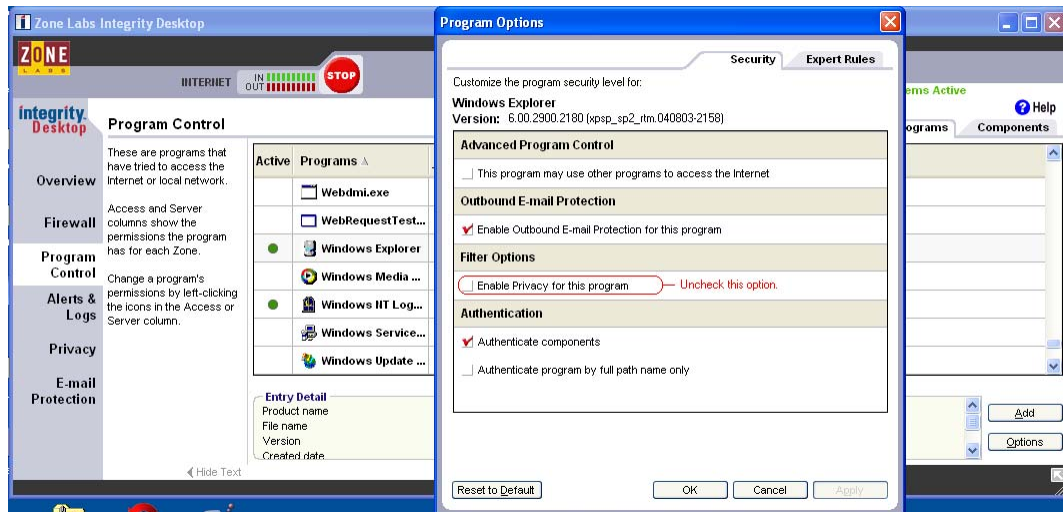 Zone Labs Integrity Desktop
ZONE
LABS
INTERNET
IN
OUT
STOP
ems Active
Help
integrity.
Desktop
Program Control
ograms
Components
These are programs that
have tried to access the
Internet or local network.
Access and Server
columns show the
permissions the program
has for each Zone.
Change a program's
permissions by left-clicking
the icons in the Access or
Server column.
Overview
Firewall
Program
Control
Alerts &
Logs
Privacy
E-mail
Protection
Active Programs
Webdmi.exe
WebRequestTest...
Windows Explorer
Windows Media ...
Windows NT Log...
Windows Service...
Windows Update ...
Entry Detail
Product name
File name
Version
Created date
Hide Text
Add
Options
Program Options
Security
Expert Rules
Customize the program security level for:
Windows Explorer
Version: 6.00.2900.2180 (xpsp_sp2_rtm.040803-2158)
Advanced Program Control
This program may use other programs to access the Internet
Outbound E-mail Protection
Enable Outbound E-mail Protection for this program
Filter Options
Enable Privacy for this program
Uncheck this option.
Authentication
Authenticate components
Authenticate program by full path name only
Reset to Default
OK
Cancel
Apply